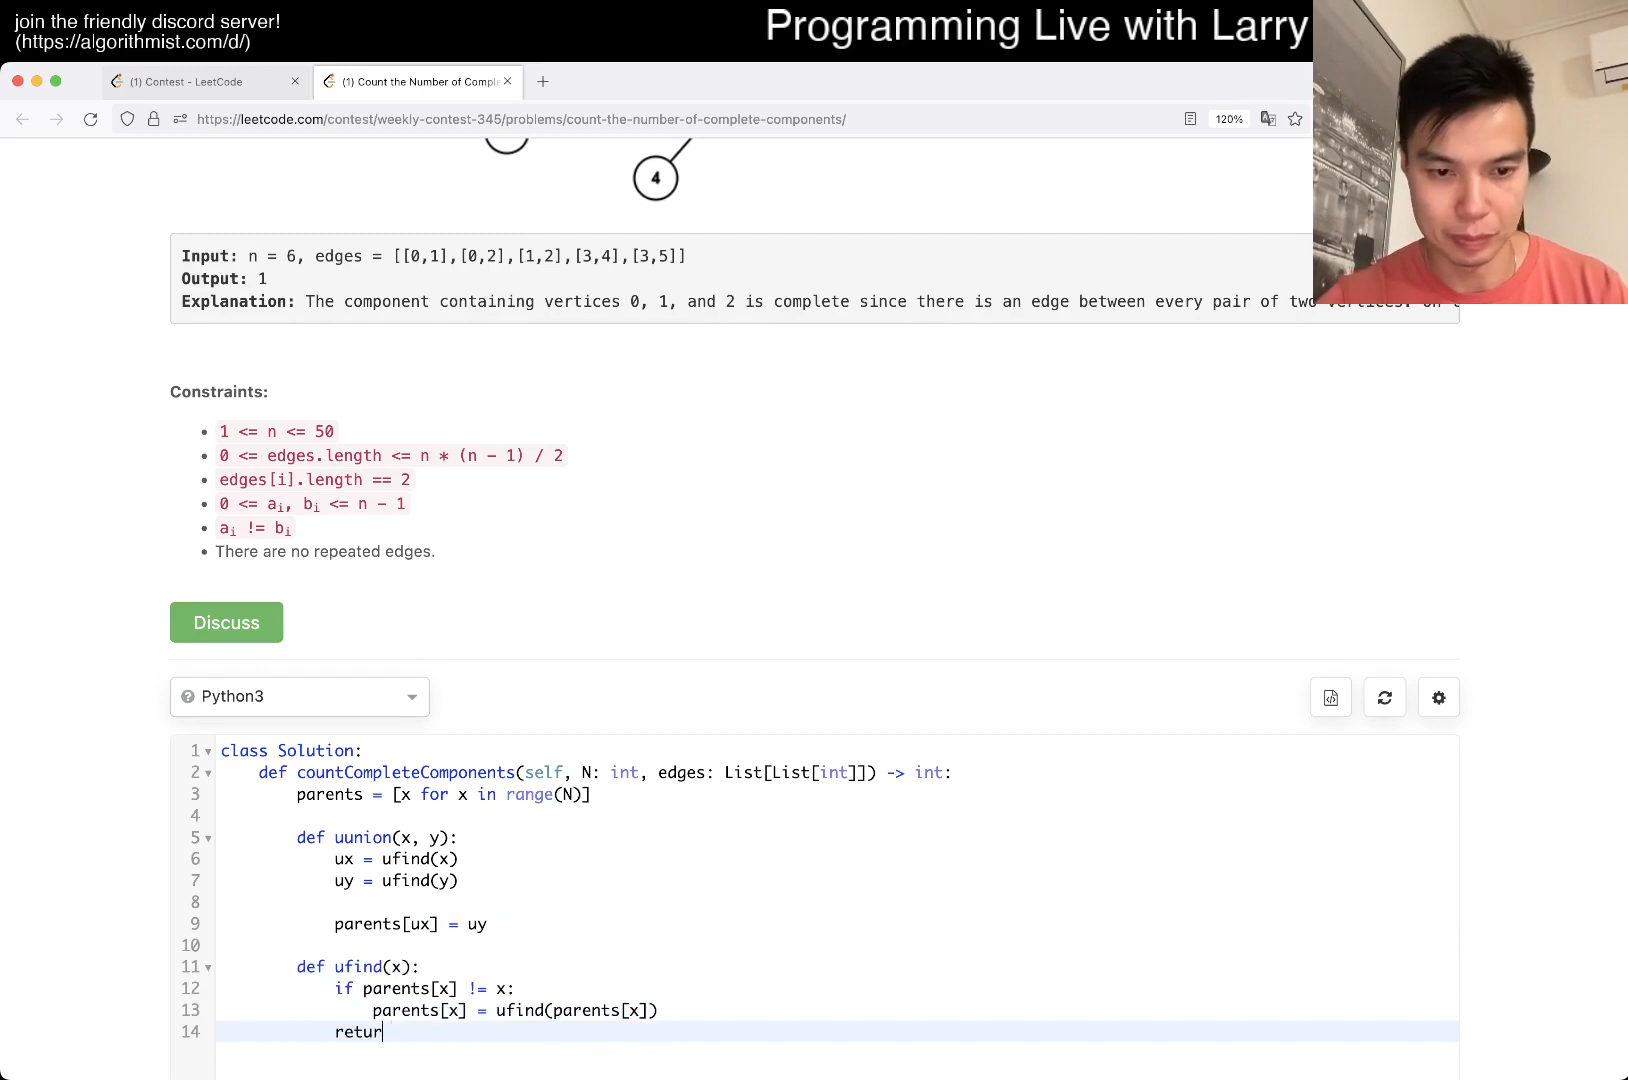 join the friendly discord server!
(https://algorithmist.com/d/)
Programming Live with Larry
(1) Contest - LeetCode
(1) Count the Number of Comple
https://leetcode.com/contest/weekly-contest-345/problems/count-the-number-of-complete-components/
120%
4
Input: n = 6, edges = [[0,1],[0,2],[1,2],[3,4],[3,5]]
Output: 1
Explanation: The component containing vertices 0, 1, and 2 is complete since there is an edge between every pair of two vertices. On
Constraints:
1 <= n <= 50
0 <= edges.length <= n * (n - 1) / 2
edges[i].length == 2
0 <= ai, bi <= n - 1
ai != bi
There are no repeated edges.
Discuss
Python3
1 class Solution:
2 def countCompleteComponents(self, N: int, edges: List[List[int]]) -> int:
3 parents = [x for x in range(N)]
4
5 def uunion(x, y):
6 ux = ufind(x)
7 uy = ufind(y)
8
9 parents[ux] = uy
10
11 def ufind(x):
12 if parents[x] != x:
13 parents[x] = ufind(parents[x])
14 retur